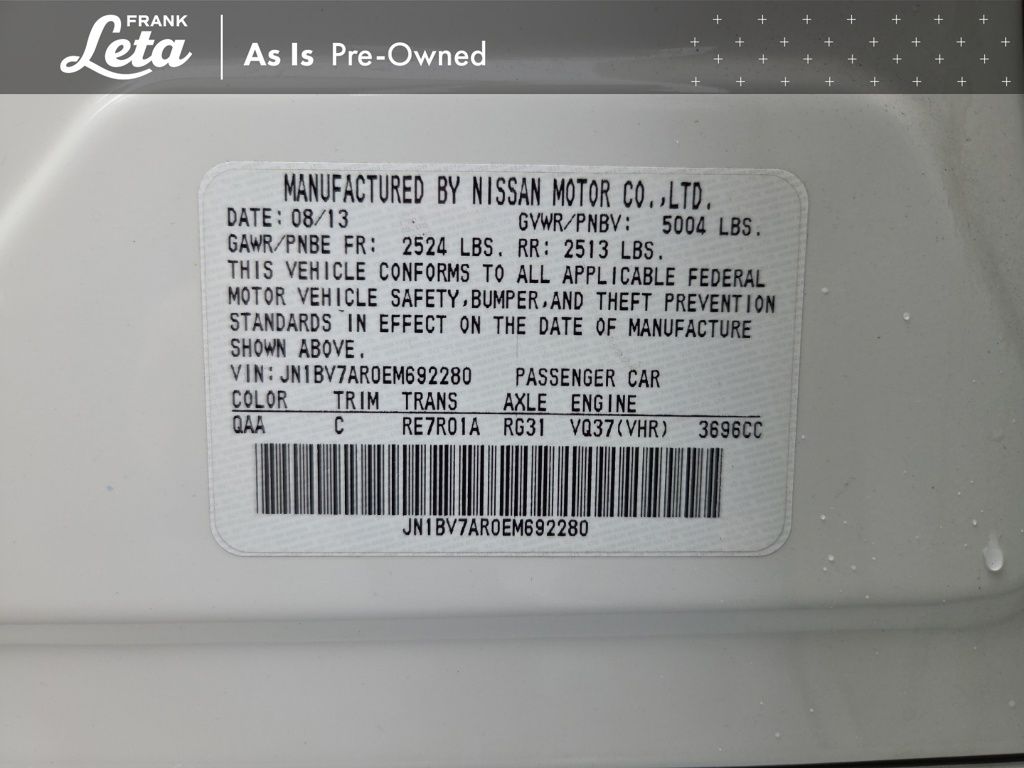 FRANK
Leta
As Is Pre-Owned
MANUFACTURED BY NISSAN MOTOR CO.,LTD.
DATE: 08/13 GVWR/PNBV: 5004 LBS.
GAWR/PNBE FR: 2524 LBS. RR: 2513 LBS.
THIS VEHICLE CONFORMS TO ALL APPLICABLE FEDERAL
MOTOR VEHICLE SAFETY,BUMPER,AND THEFT PREVENTION
STANDARDS IN EFFECT ON THE DATE OF MANUFACTURE
SHOWN ABOVE.
VIN: JN1BV7AR0EM692280 PASSENGER CAR
COLOR TRIM TRANS AXLE ENGINE
QAA C RE7R01A RG31 VQ37(VHR) 3696CC
JN1BV7AR0EM692280